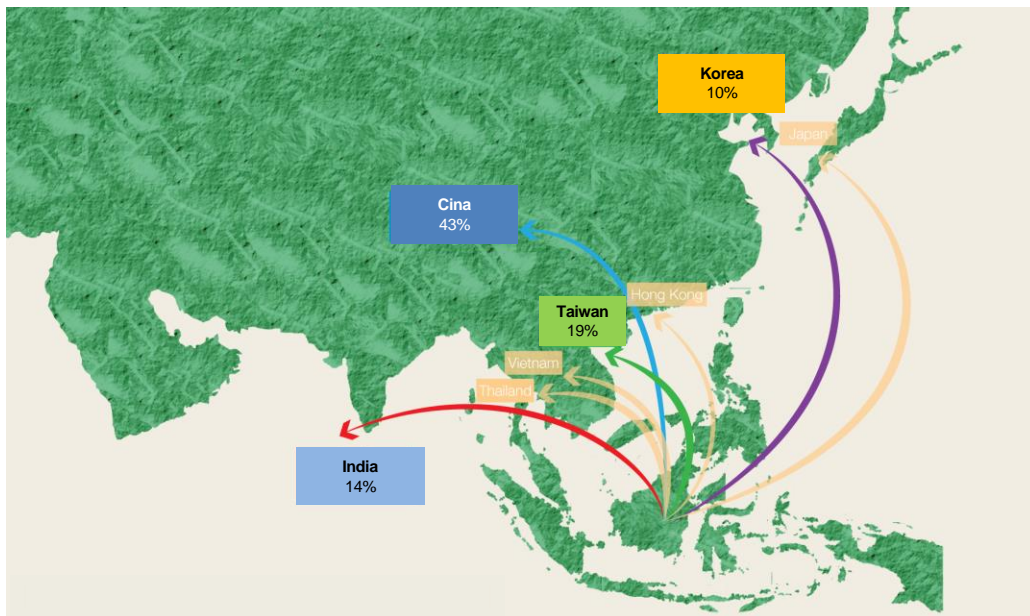 Korea
10%
Japan
Cina
43%
Hong Kong
Taiwan
19%
Vietnam
Thailand
India
14%